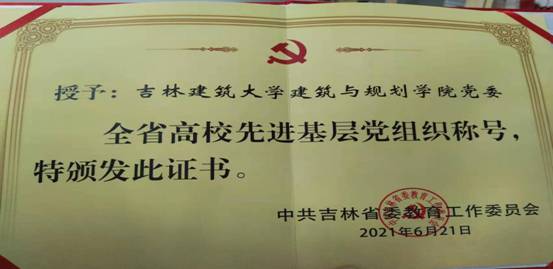 授予：吉林建筑大学建筑与规划学院党委
全省高校先进基层党组织称号，
特颁发此证书。
中共吉林省委教育工作委员会
2021年6月21日